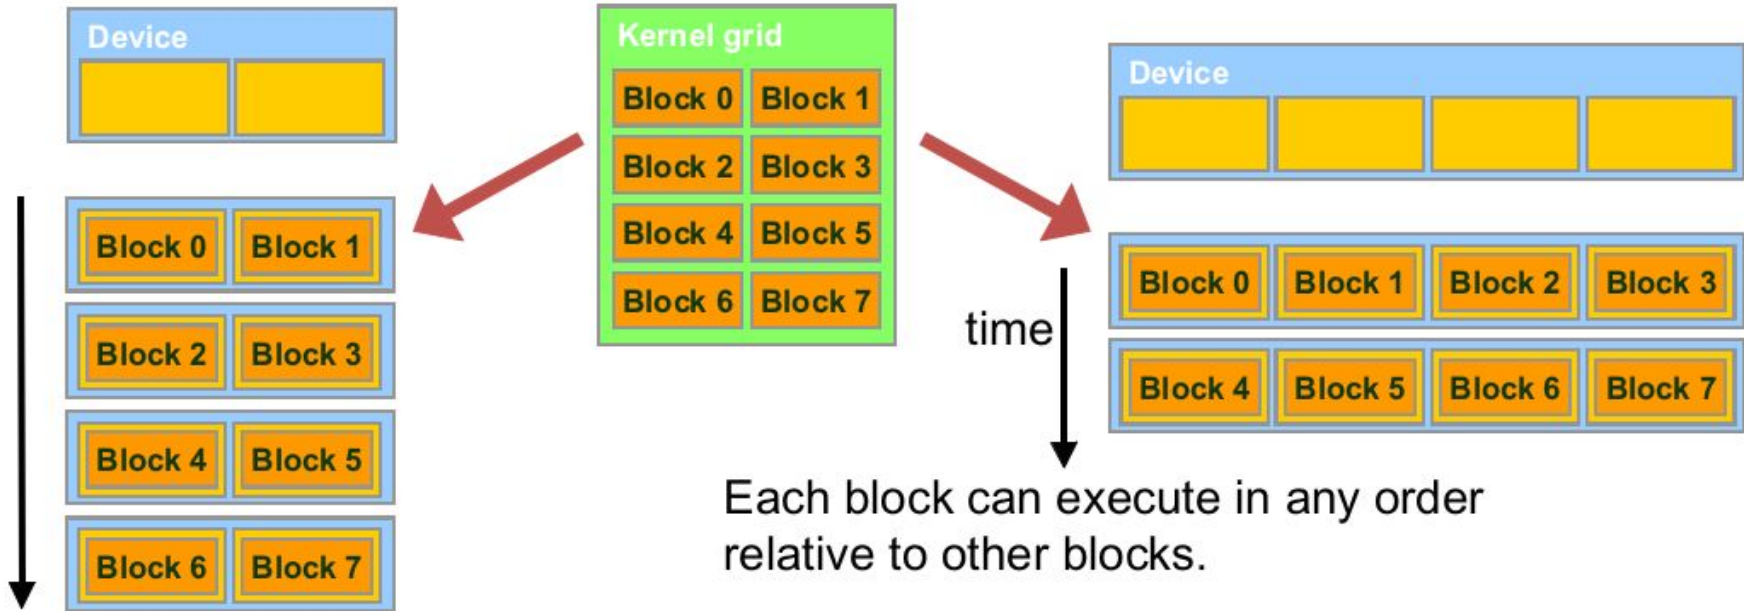 Device
Block 0 Block 1
Block 2 Block 3
Block 4 Block 5
Block 6 Block 7
Kernel grid
Block 0 Block 1
Block 2 Block 3
Block 4 Block 5
Block 6 Block 7
Device
time
Block 0 Block 1 Block 2 Block 3
Block 4 Block 5 Block 6 Block 7
Each block can execute in any order
relative to other blocks.